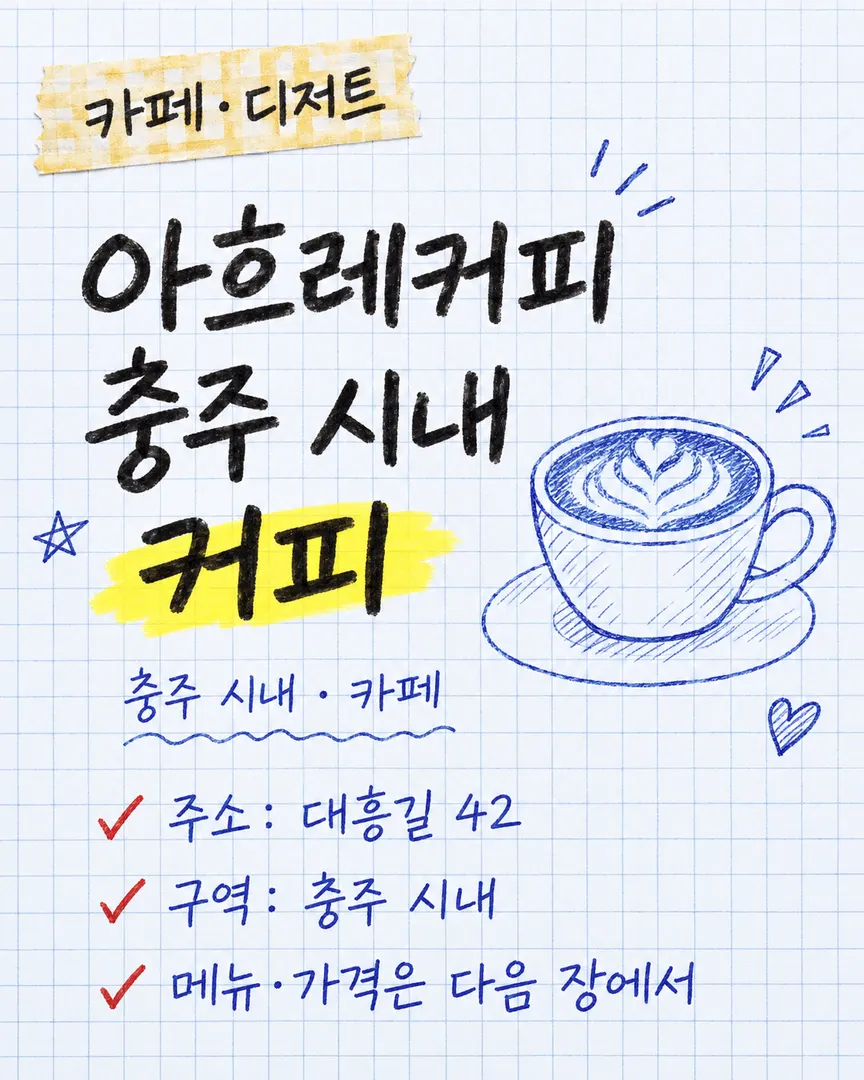 카페·디저트
아흐레커피
충주 시내
커피
충주 시내 · 카페
주소: 대흥길 42
구역: 충주 시내
메뉴·가격은 다음 장에서